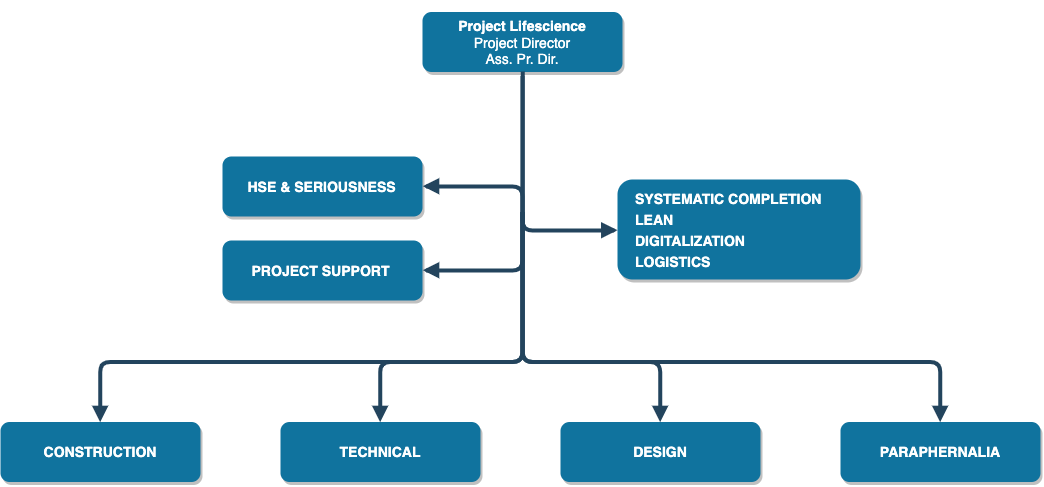 Project Lifescience
Project Director
Ass. Pr. Dir.
HSE & SERIOUSNESS
PROJECT SUPPORT
SYSTEMATIC COMPLETION
LEAN
DIGITALIZATION
LOGISTICS
CONSTRUCTION
TECHNICAL
DESIGN
PARAPHERNALIA